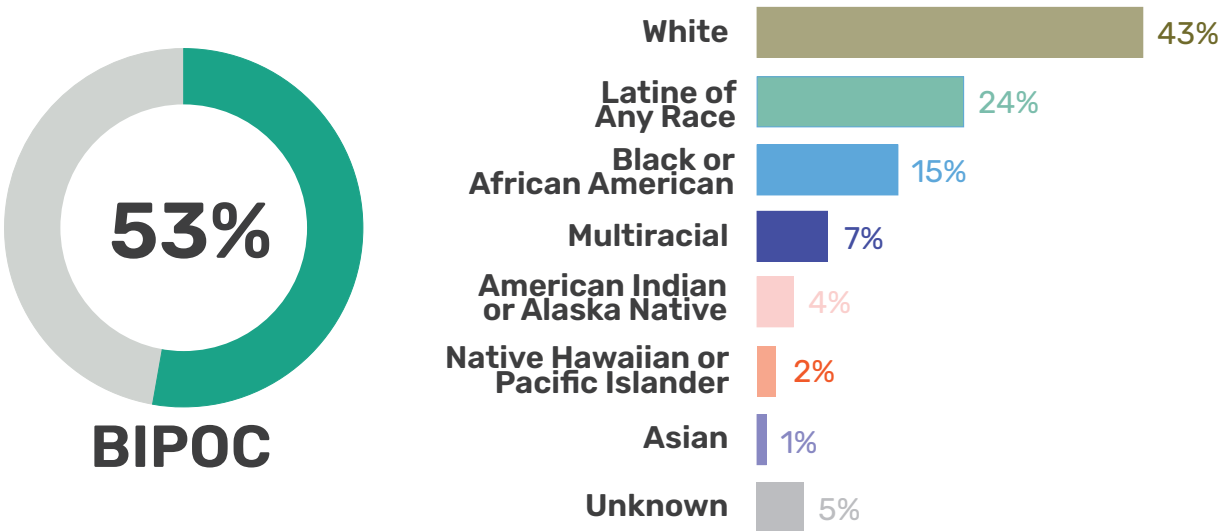 53%
BIPOC
White
43%
Latine of
Any Race
24%
Black or
African American
15%
Multiracial
7%
American Indian
or Alaska Native
4%
Native Hawaiian or
Pacific Islander
2%
Asian
1%
Unknown
5%